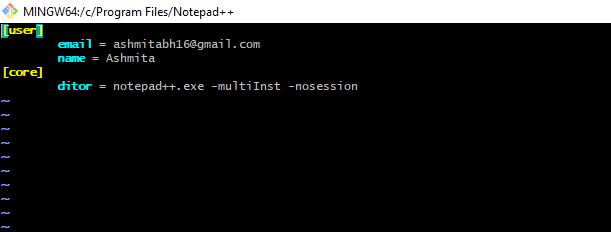 MINGW64:/c/Program Files/Notepad++
[user]
email = ashmitabh16@gmail.com
name = Ashmita
[core]
ditor = notepad++.exe -multiInst -nosession
~
~
~
~
~
~
~
~
~
~